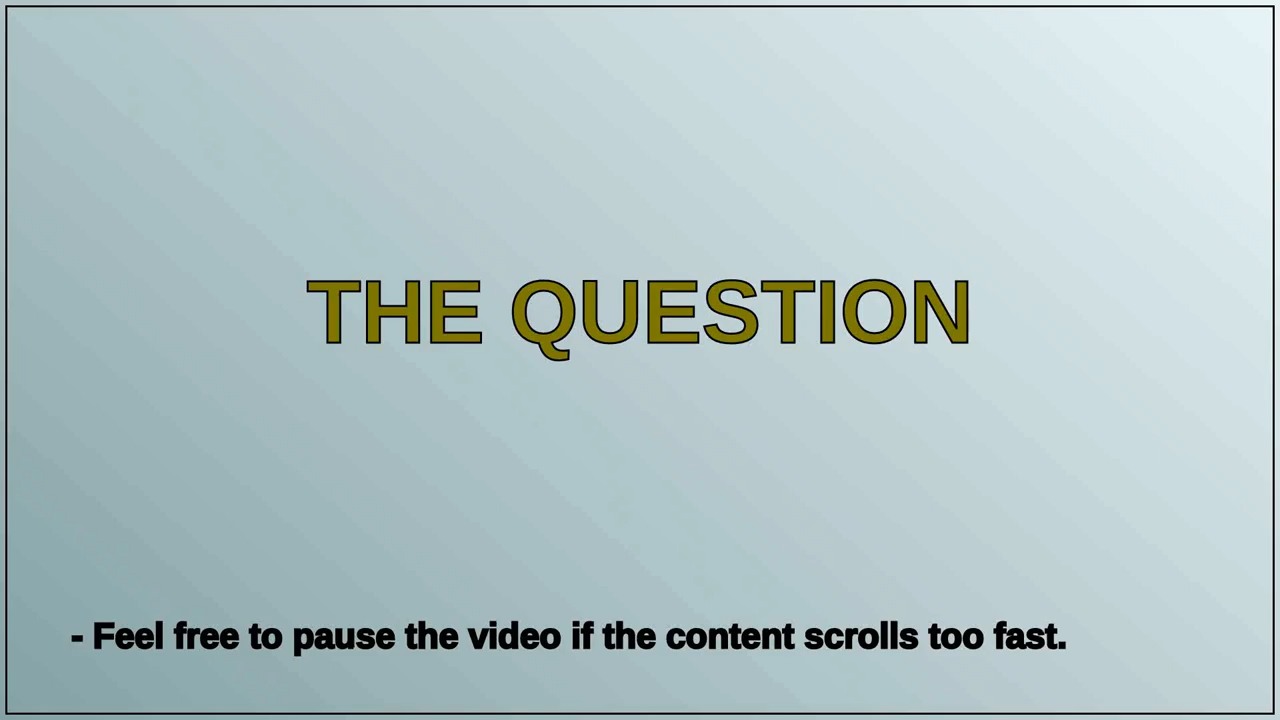 THE QUESTION
- Feel free to pause the video if the content scrolls too fast.